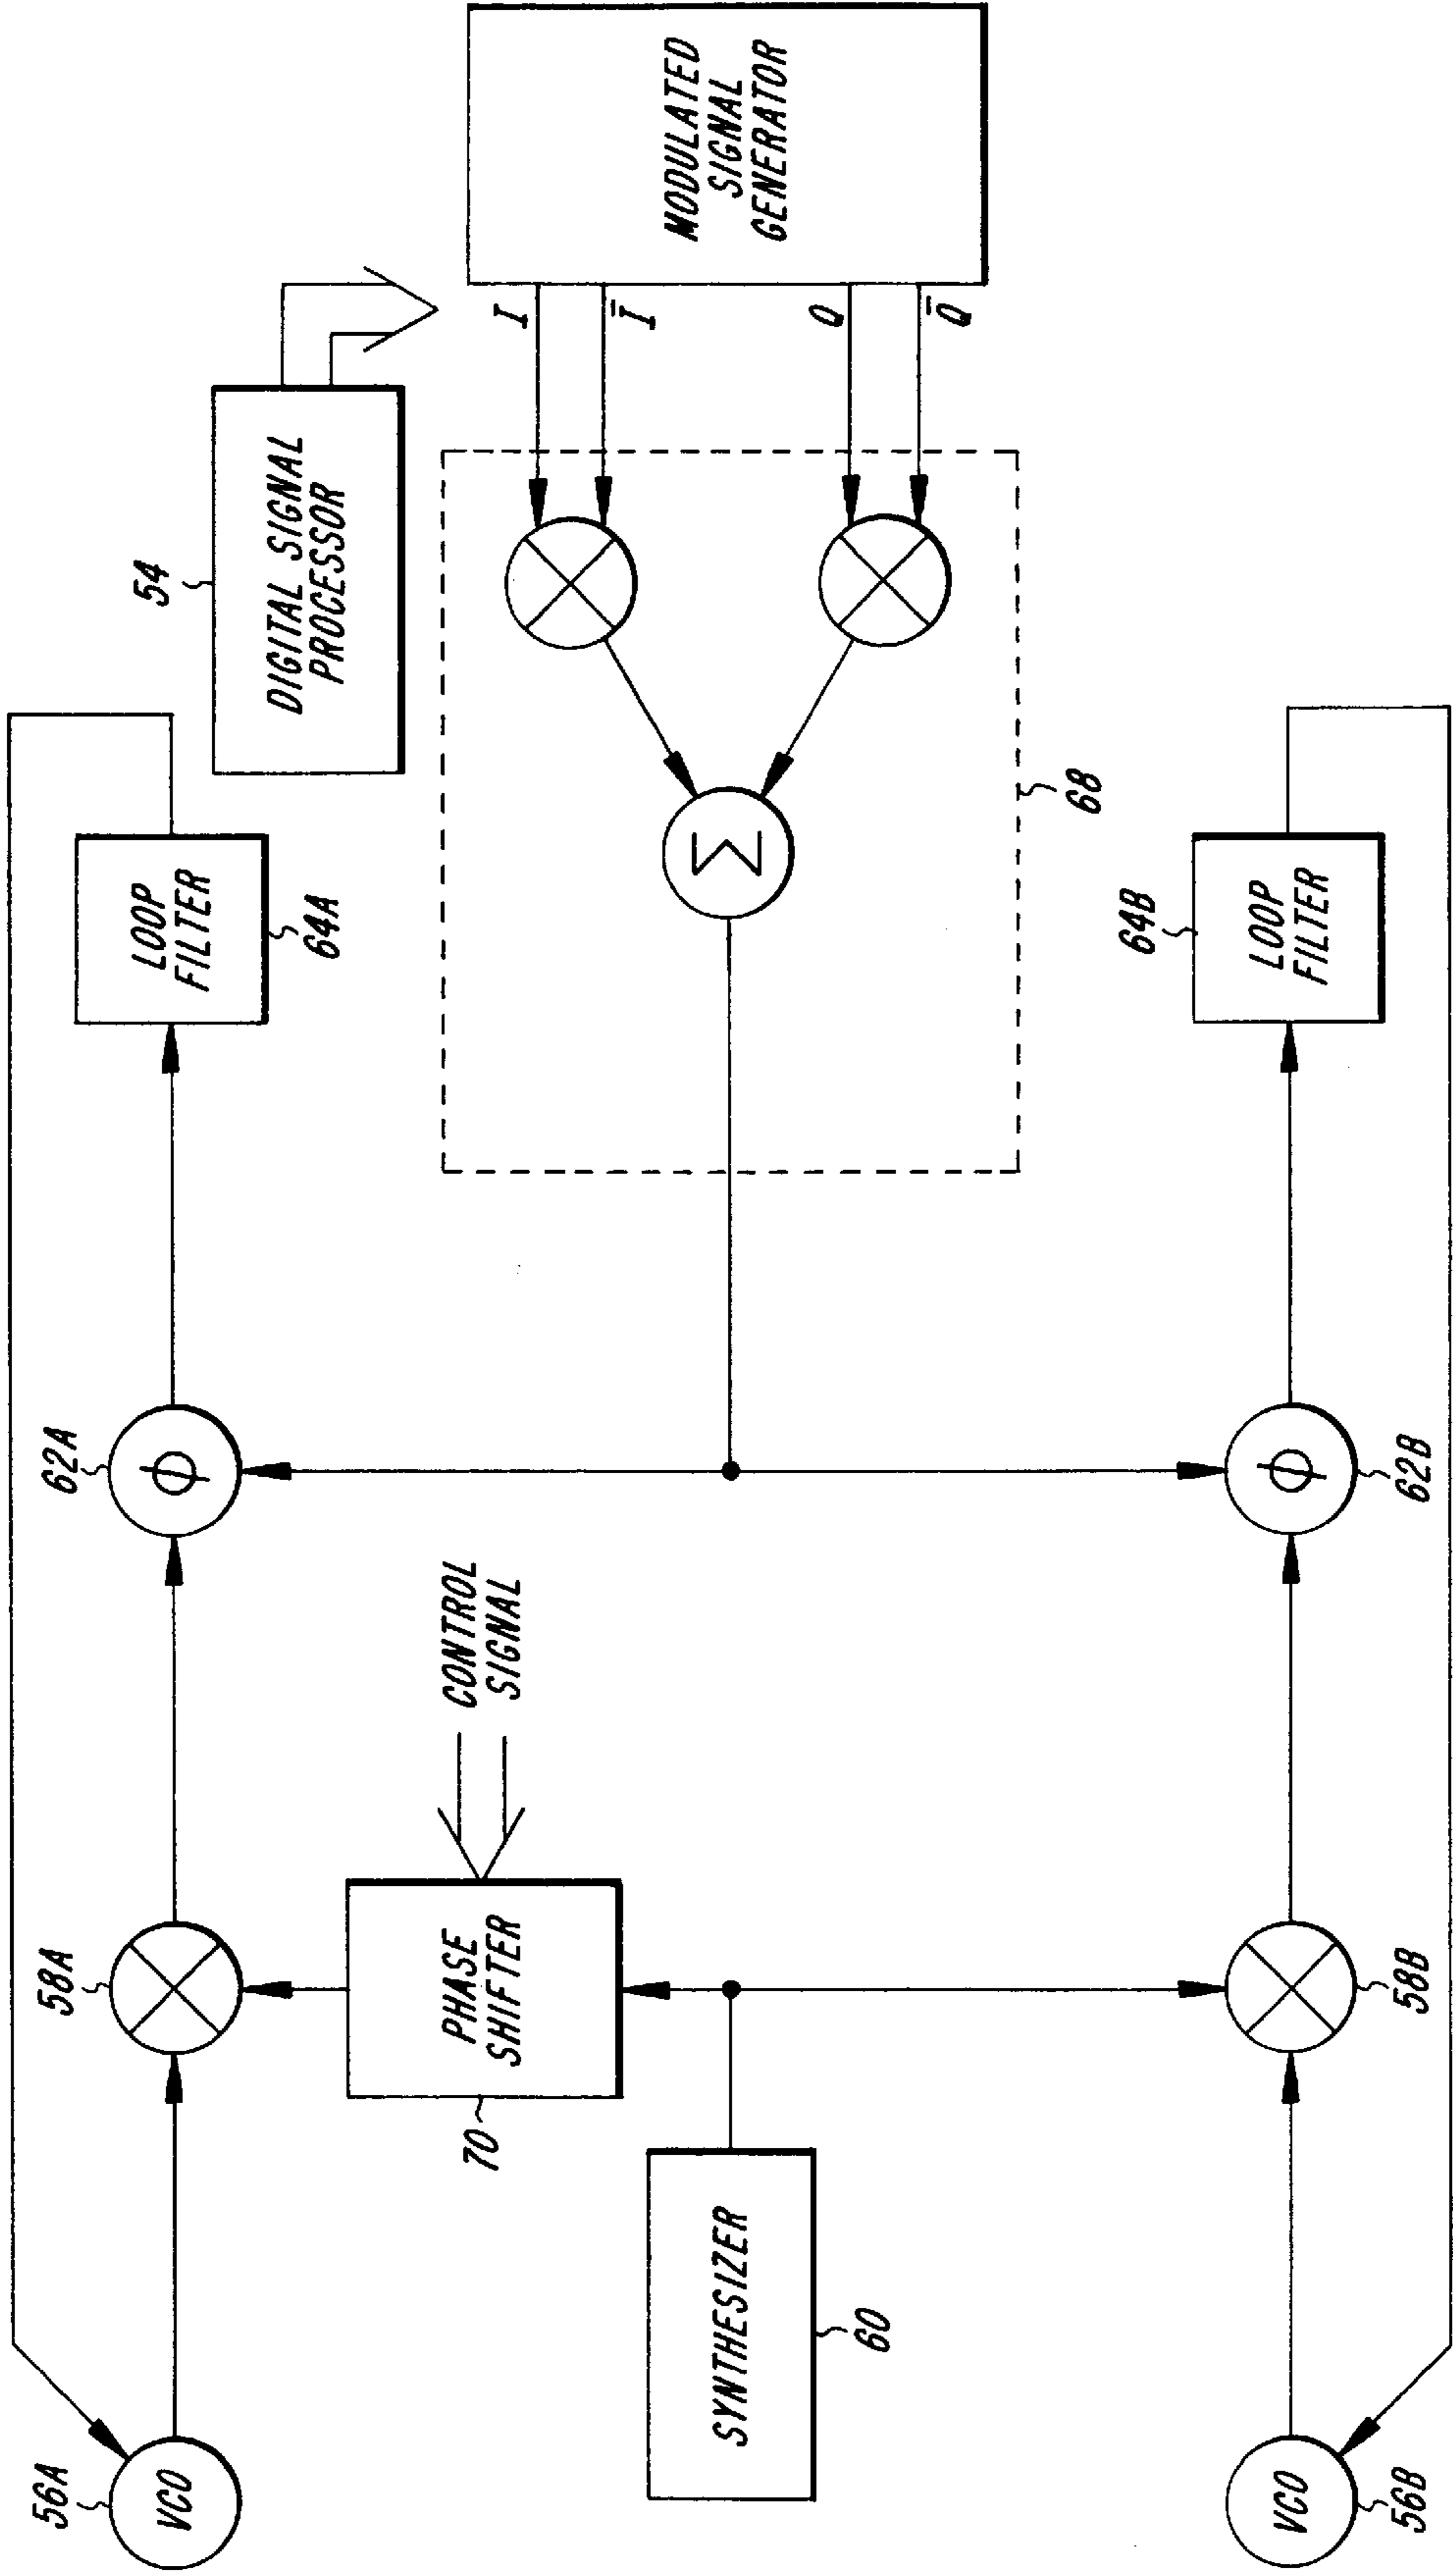 56A
VCO
58A
62A
LOOP
FILTER
64A
54
DIGITAL SIGNAL
PROCESSOR
70
PHASE
SHIFTER
CONTROL
SIGNAL
SYNTHESIZER
60
Σ
68
I
Ī
Q
Q̄
MODULATED
SIGNAL
GENERATOR
VCO
56B
58B
ϕ
62B
ϕ
64B
LOOP
FILTER